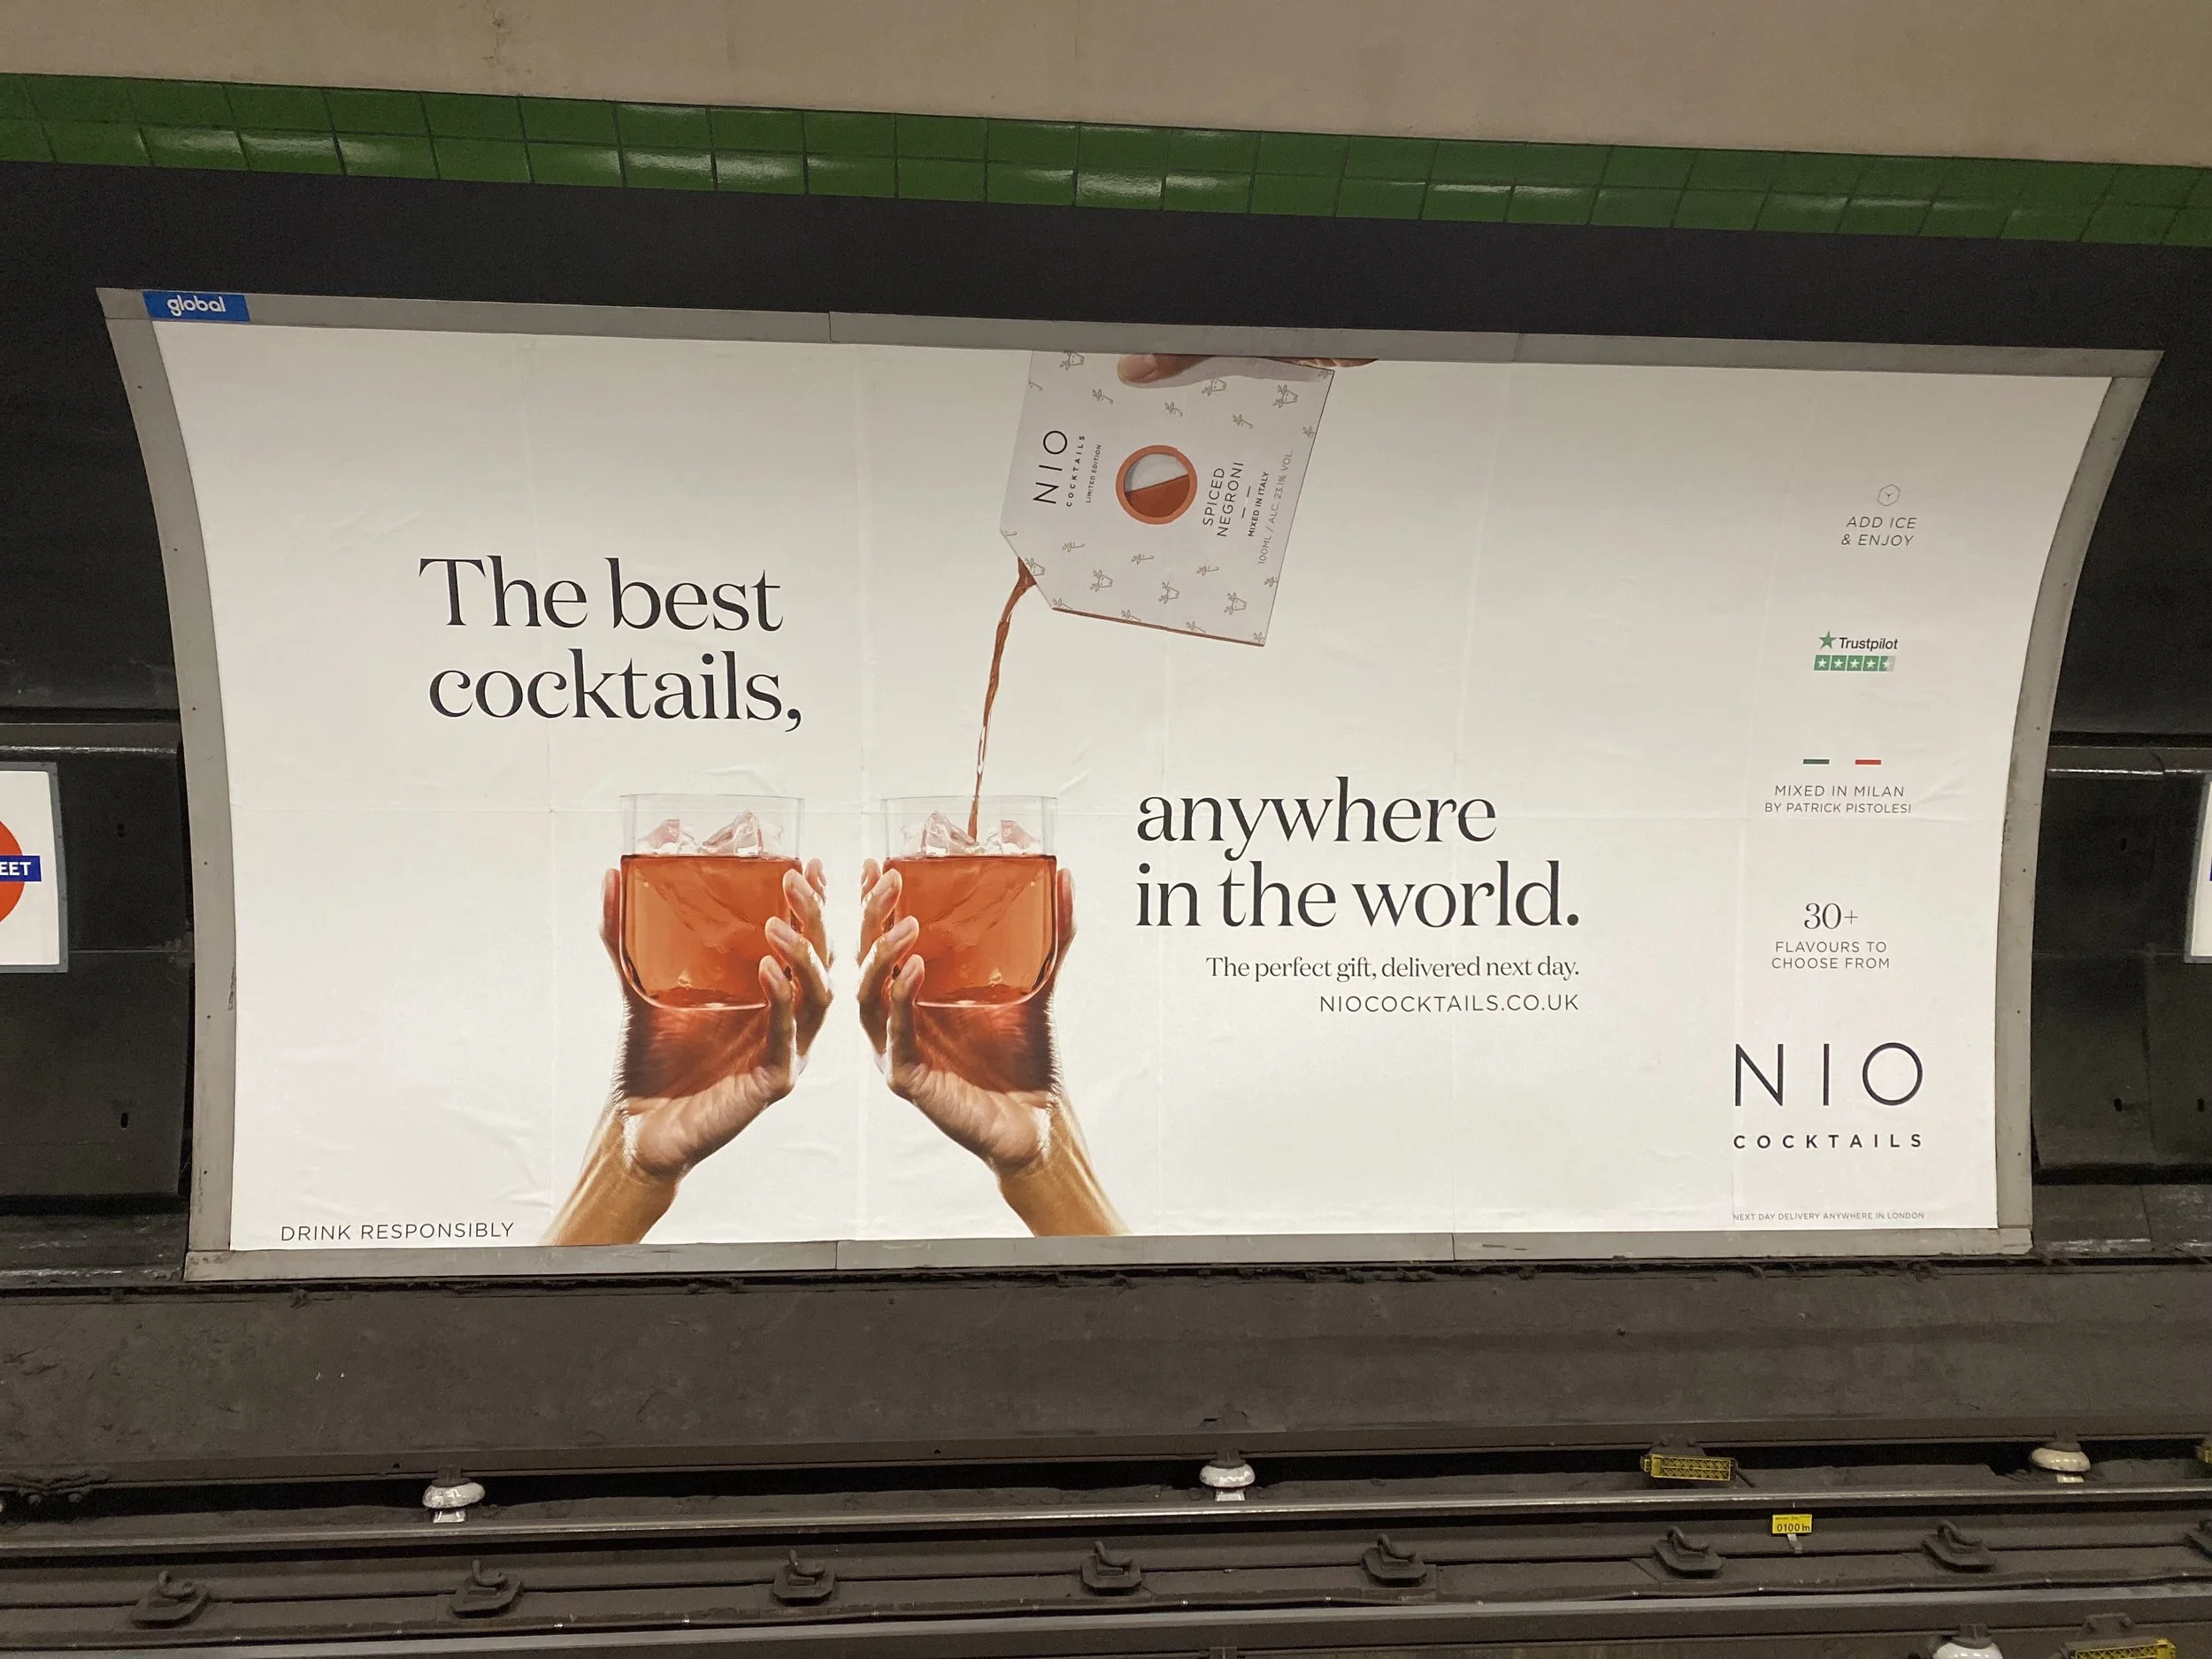 global
The best
cocktails,
NIO
COCKTAILS
LIMITED EDITION
SPICED
NEGRONI
MIXED IN ITALY
100ML / ALC. 23.1% VOL.
anywhere
in the world.
The perfect gift, delivered next day.
NIOCOCKTAILS.CO.UK
ADD ICE
& ENJOY
Trustpilot
MIXED IN MILAN
BY PATRICK PISTOLESI
30+
FLAVOURS TO
CHOOSE FROM
NIO
COCKTAILS
NEXT DAY DELIVERY ANYWHERE IN LONDON
DRINK RESPONSIBLY
EET
0100m